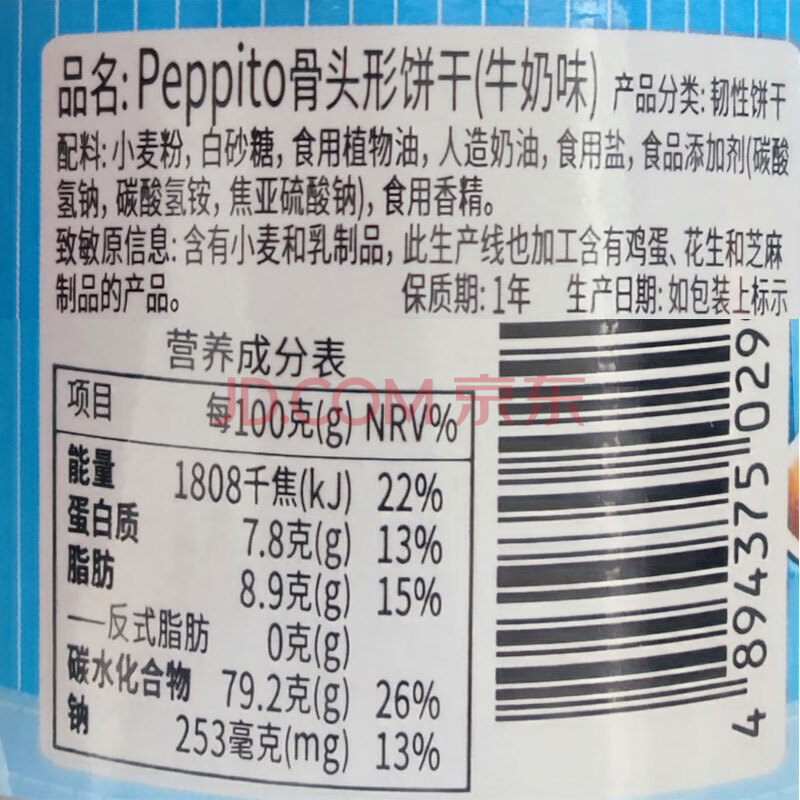 品名: Peppito骨头形饼干(牛奶味) 产品分类: 韧性饼干
配料: 小麦粉, 白砂糖, 食用植物油, 人造奶油, 食用盐, 食品添加剂(碳酸
氢钠, 碳酸氢铵, 焦亚硫酸钠), 食用香精。
致敏原信息: 含有小麦和乳制品, 此生产线也加工含有鸡蛋、花生和芝麻
制品的产品。 保质期: 1年 生产日期: 如包装上标示
营养成分表
项目 每100克(g) NRV%
能量 1808千焦(kJ) 22%
蛋白质 7.8克(g) 13%
脂肪 8.9克(g) 15%
——反式脂肪 0克(g)
碳水化合物 79.2克(g) 26%
钠 253毫克(mg) 13%
JD.COM 京东
4 894375 029